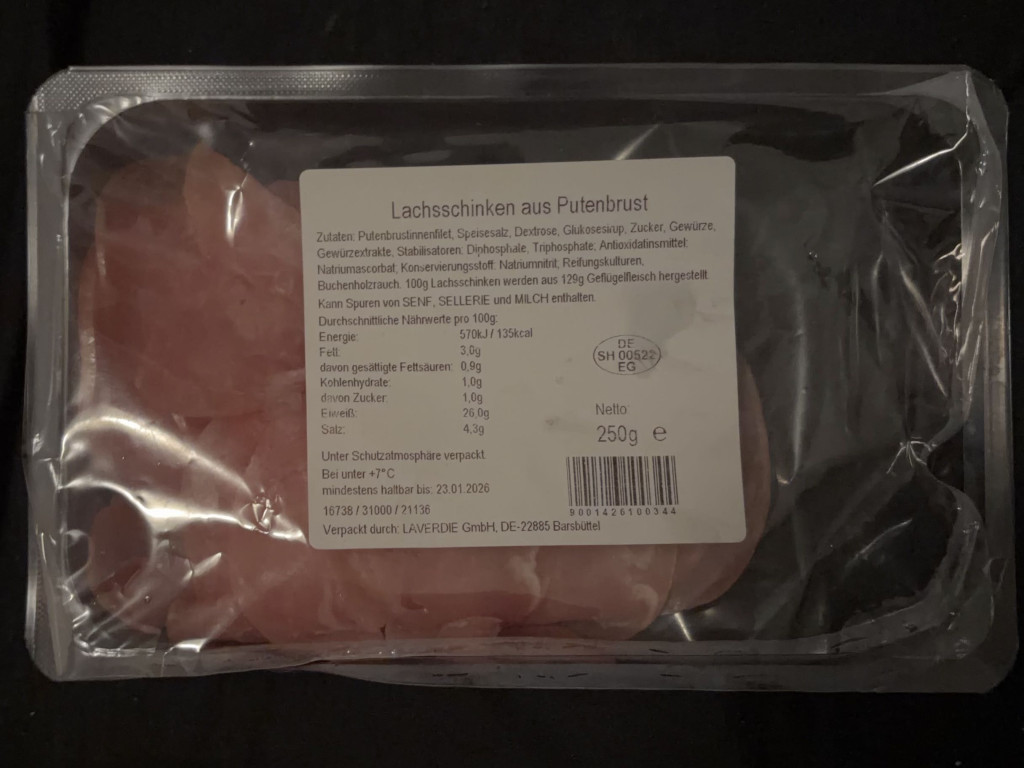 Lachsschinken aus Putenbrust
Zutaten: Putenbrustinnenfilet, Speisesalz, Dextrose, Glukosesirup, Zucker, Gewürze,
Gewürzextrakte, Stabilisatoren: Diphosphate, Triphosphate; Antioxidatinsmittel:
Natriumascorbat; Konservierungsstoff: Natriumnitrit, Reifungskulturen,
Buchenholzrauch. 100g Lachsschinken werden aus 129g Geflügelfleisch hergestellt.
Kann Spuren von SENF, SELLERIE und MILCH enthalten.
Durchschnittliche Nährwerte pro 100g:
Energie: 570kJ / 135kcal
Fett: 3,0g
davon gesättigte Fettsäuren: 0,9g
Kohlenhydrate: 1,0g
davon Zucker: 1,0g
Eiweiß: 26,0g
Salz: 4,3g
DE
SH 00522
EG
Netto:
250g e
Unter Schutzatmosphäre verpackt.
Bei unter +7°C
mindestens haltbar bis: 23.01.2026
16738 / 31000 / 21136
9001426100344
Verpackt durch: LAVERDIE GmbH, DE-22885 Barsbüttel